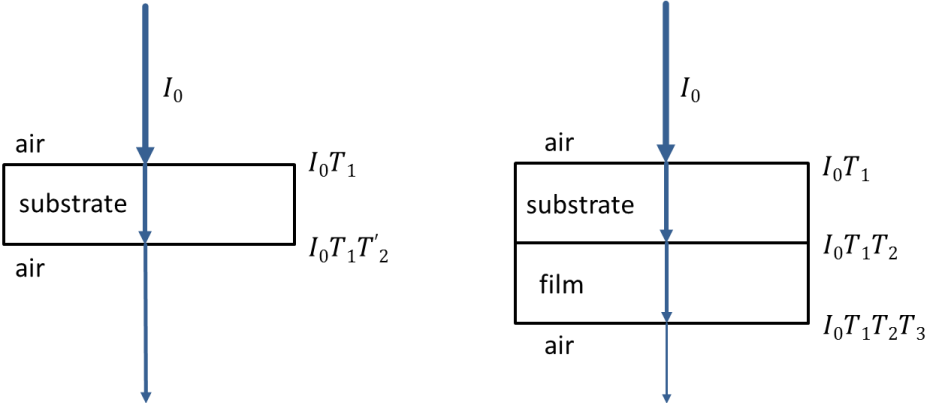 I₀
air
I₀T₁
substrate
I₀T₁T′₂
air
I₀
air
I₀T₁
substrate
I₀T₁T₂
film
I₀T₁T₂T₃
air